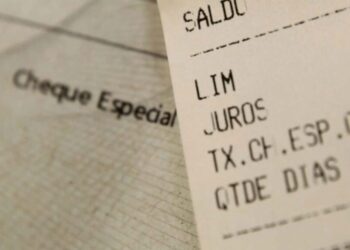 Cheque Especial
SALDO
LIM
JUROS
TX.CH.ESP.
QTDE DIAS